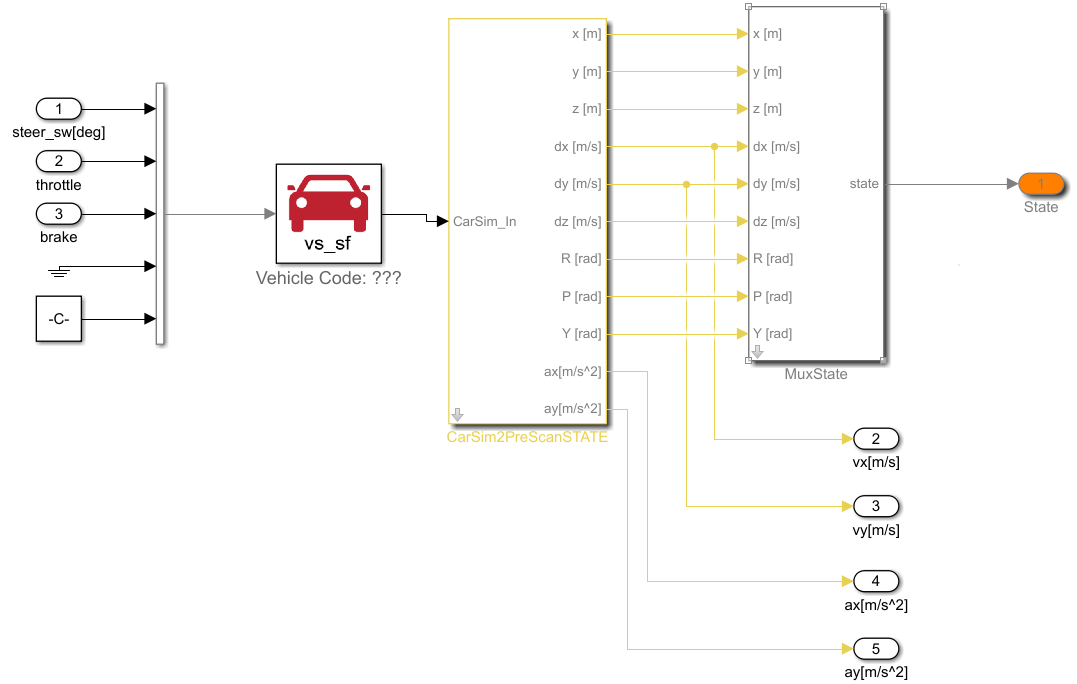 1
steer_sw[deg]
2
throttle
3
brake
-C-
vs_sf
Vehicle Code: ???
CarSim_In
x [m]
y [m]
z [m]
dx [m/s]
dy [m/s]
dz [m/s]
R [rad]
P [rad]
Y [rad]
ax[m/s^2]
ay[m/s^2]
CarSim2PreScanSTATE
x [m]
y [m]
z [m]
dx [m/s]
dy [m/s]
dz [m/s]
R [rad]
P [rad]
Y [rad]
state
MuxState
1
State
2
vx[m/s]
3
vy[m/s]
4
ax[m/s^2]
5
ay[m/s^2]